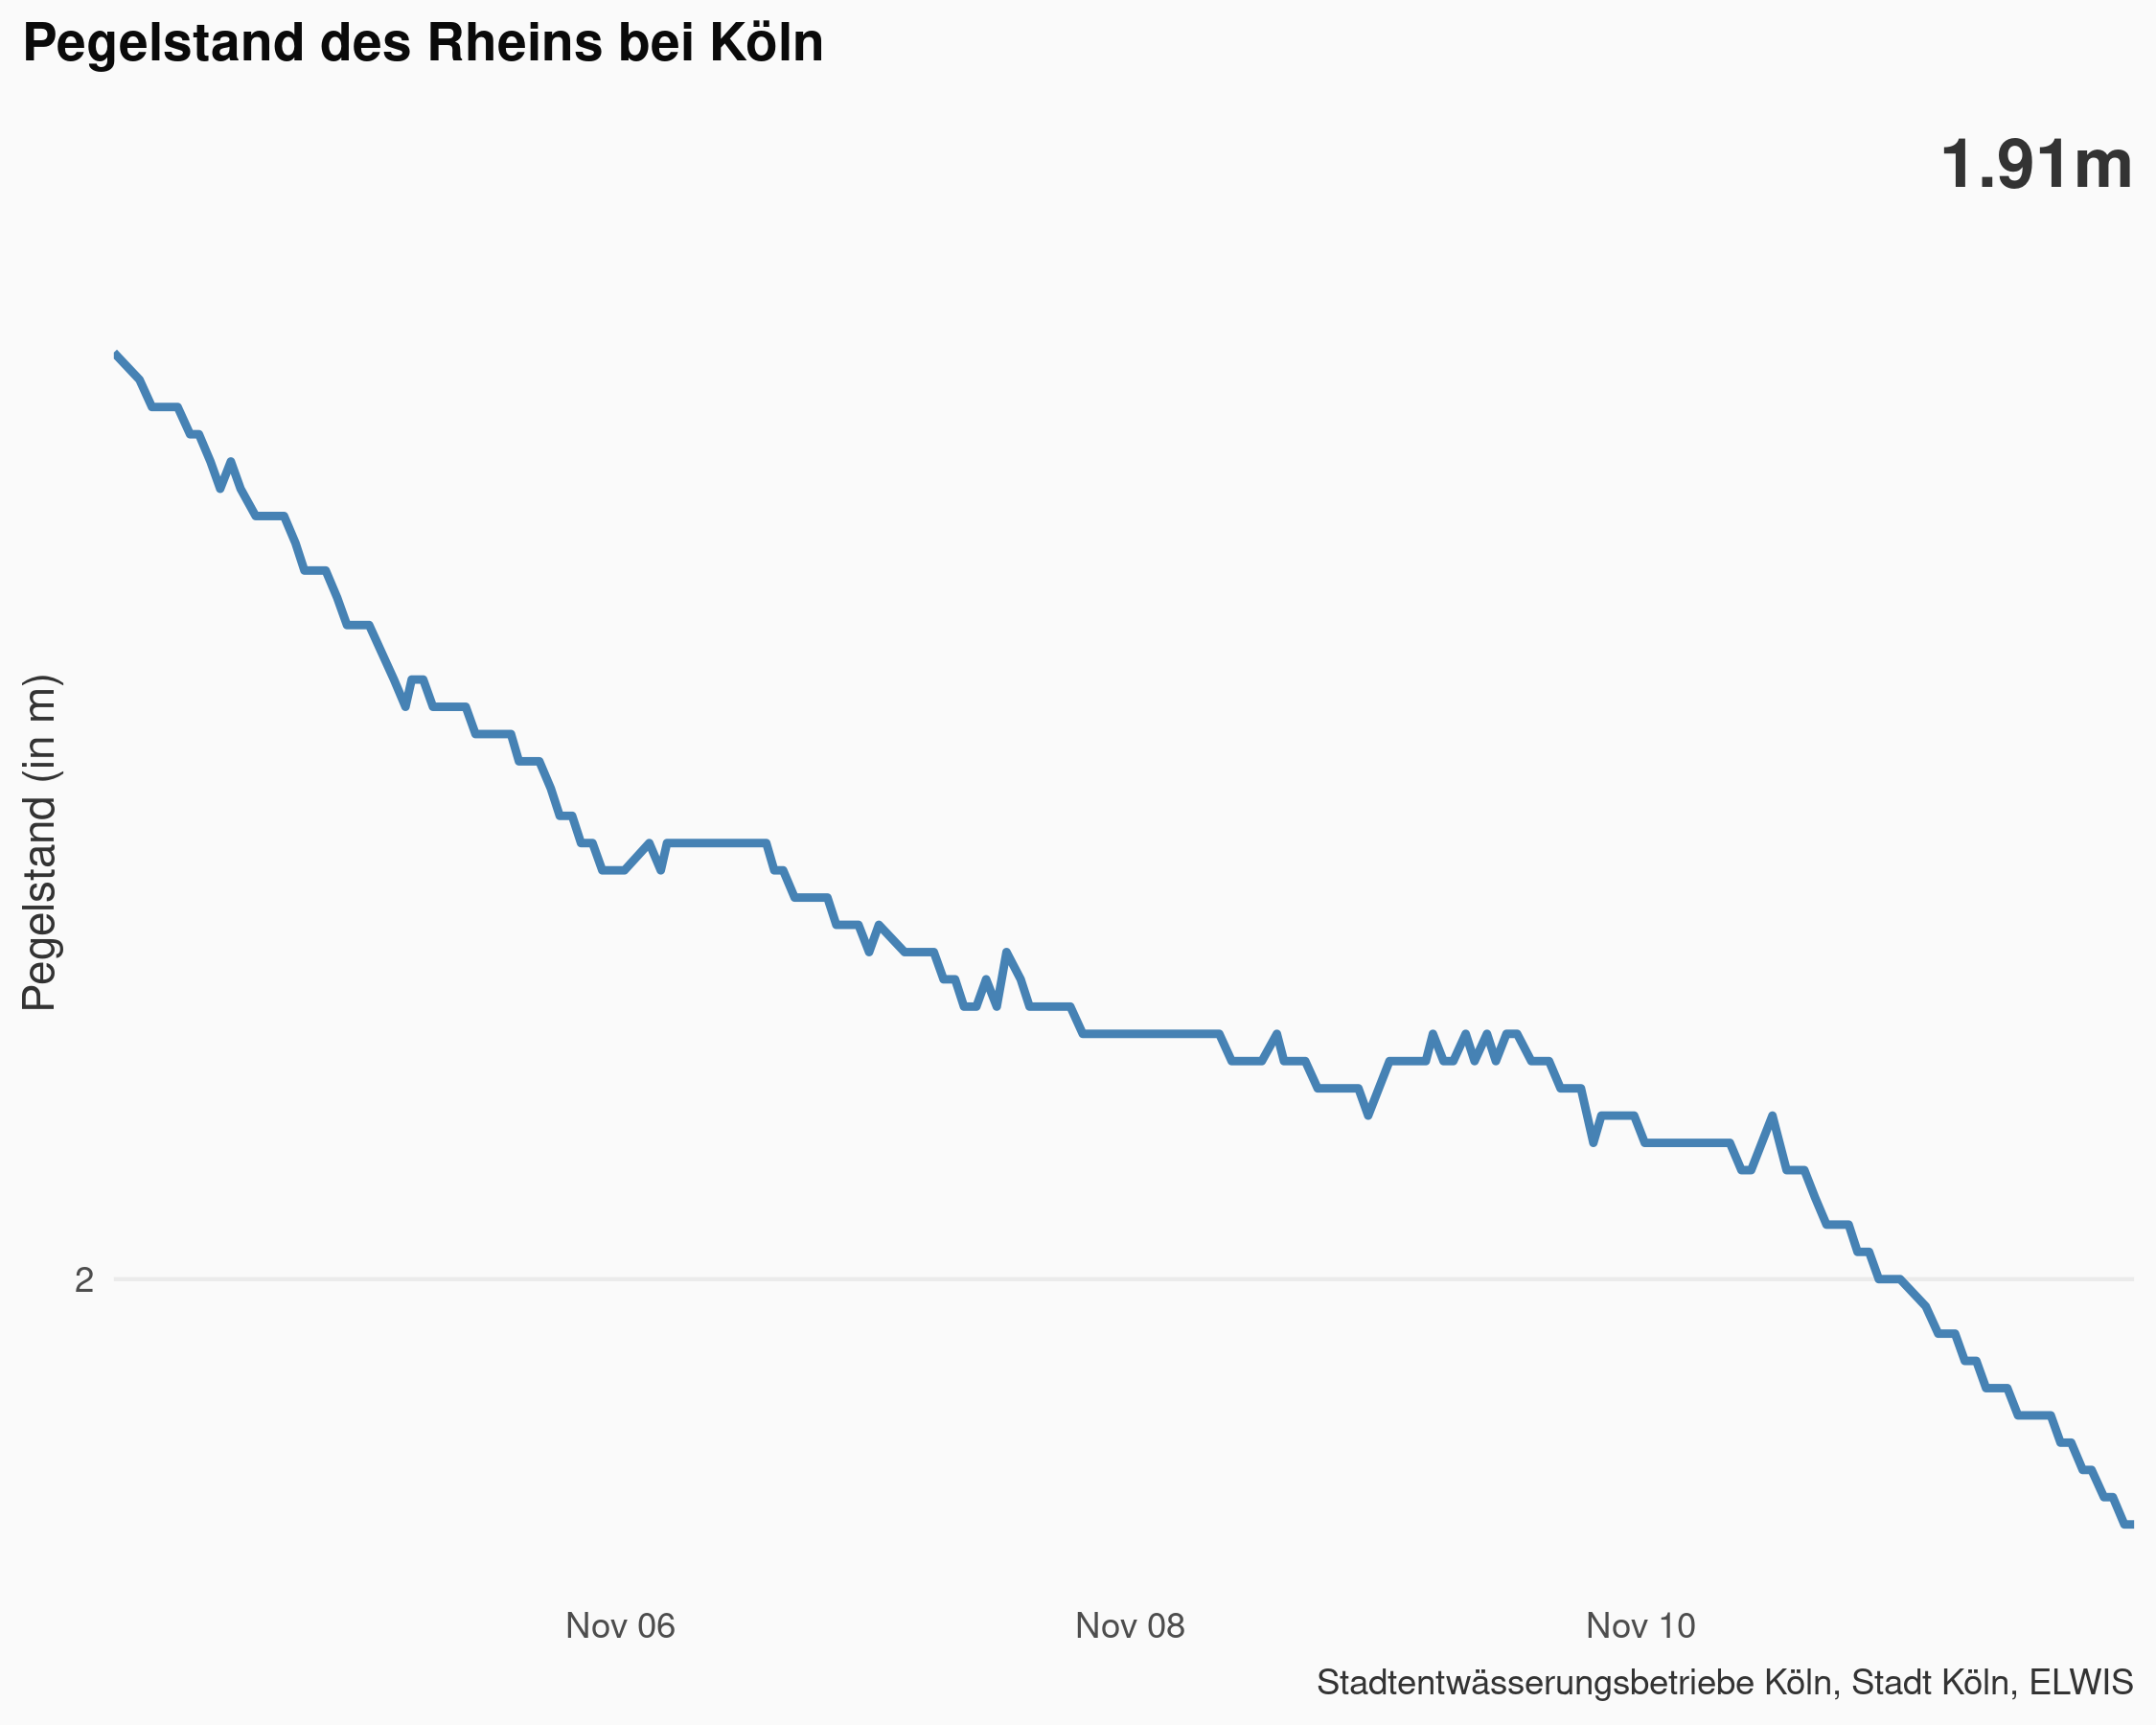 Pegelstand des Rheins bei Köln
1.91m
Pegelstand (in m)
2
Nov 06
Nov 08
Nov 10
Stadtentwässerungsbetriebe Köln, Stadt Köln, ELWIS